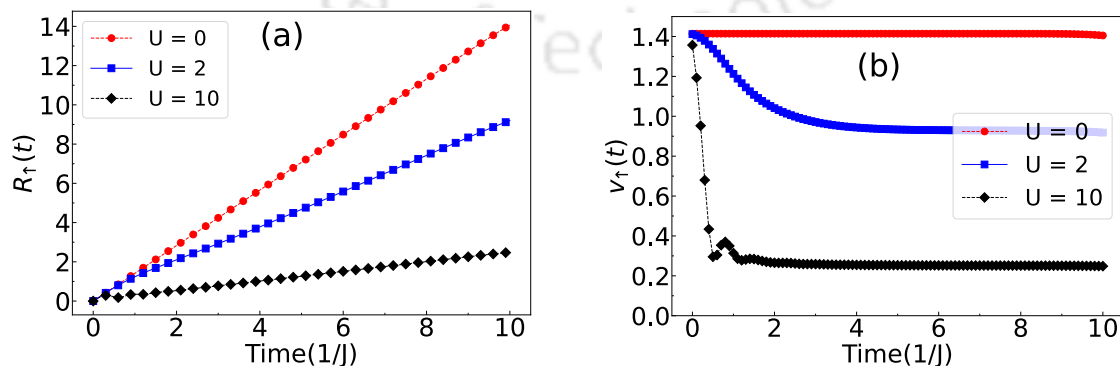 (a)
U = 0
U = 2
U = 10
R↑(t)
14
12
10
8
6
4
2
0
0 2 4 6 8 10
Time(1/J)
(b)
U = 0
U = 2
U = 10
v↑(t)
1.4
1.2
1.0
0.8
0.6
0.4
0.2
0.0
0 2 4 6 8 10
Time(1/J)